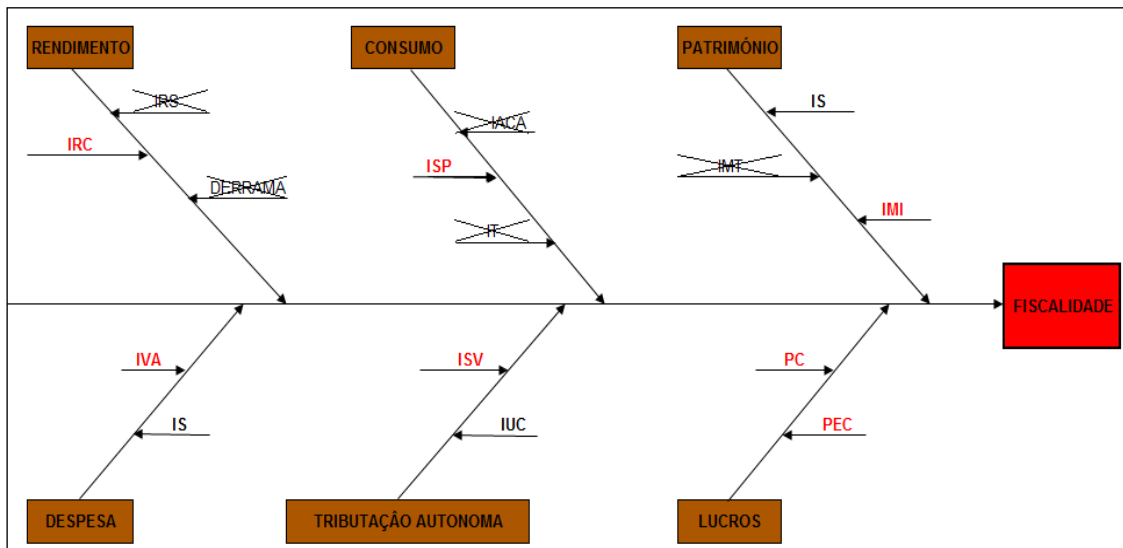 RENDIMENTO
CONSUMO
PATRIMÓNIO
IRS
IRC
DERRAMA
IACA
ISP
IT
IS
IMT
IMI
FISCALIDADE
IVA
IS
ISV
IUC
PC
PEC
DESPESA
TRIBUTAÇÂO AUTONOMA
LUCROS